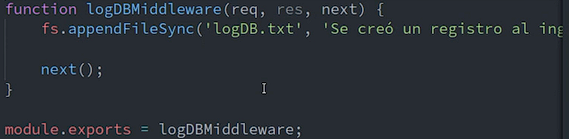 function logDBMiddleware(req, res, next) {
fs.appendFileSync('logDB.txt', 'Se creó un registro al ing
next();
}
module.exports = logDBMiddleware;